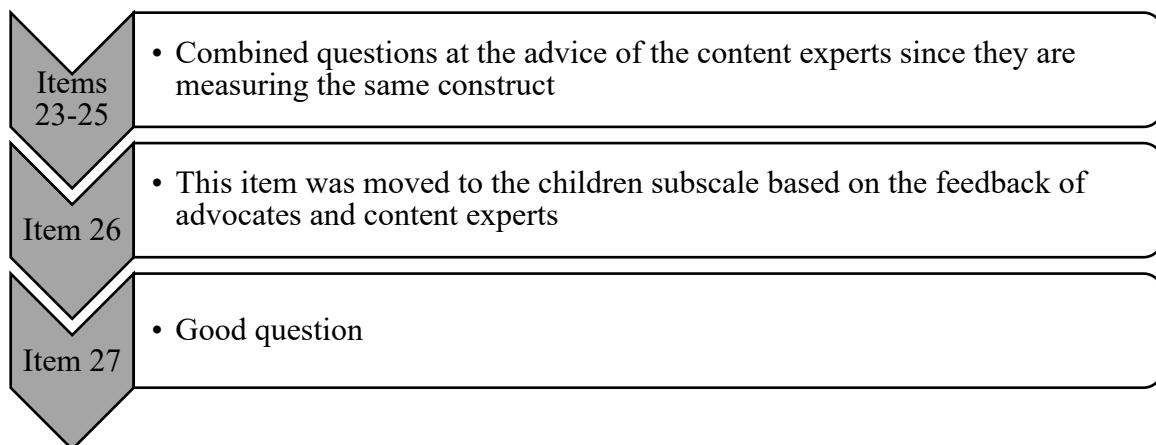 Items
23-25
• Combined questions at the advice of the content experts since they are
measuring the same construct
Item 26
• This item was moved to the children subscale based on the feedback of
advocates and content experts
Item 27
• Good question